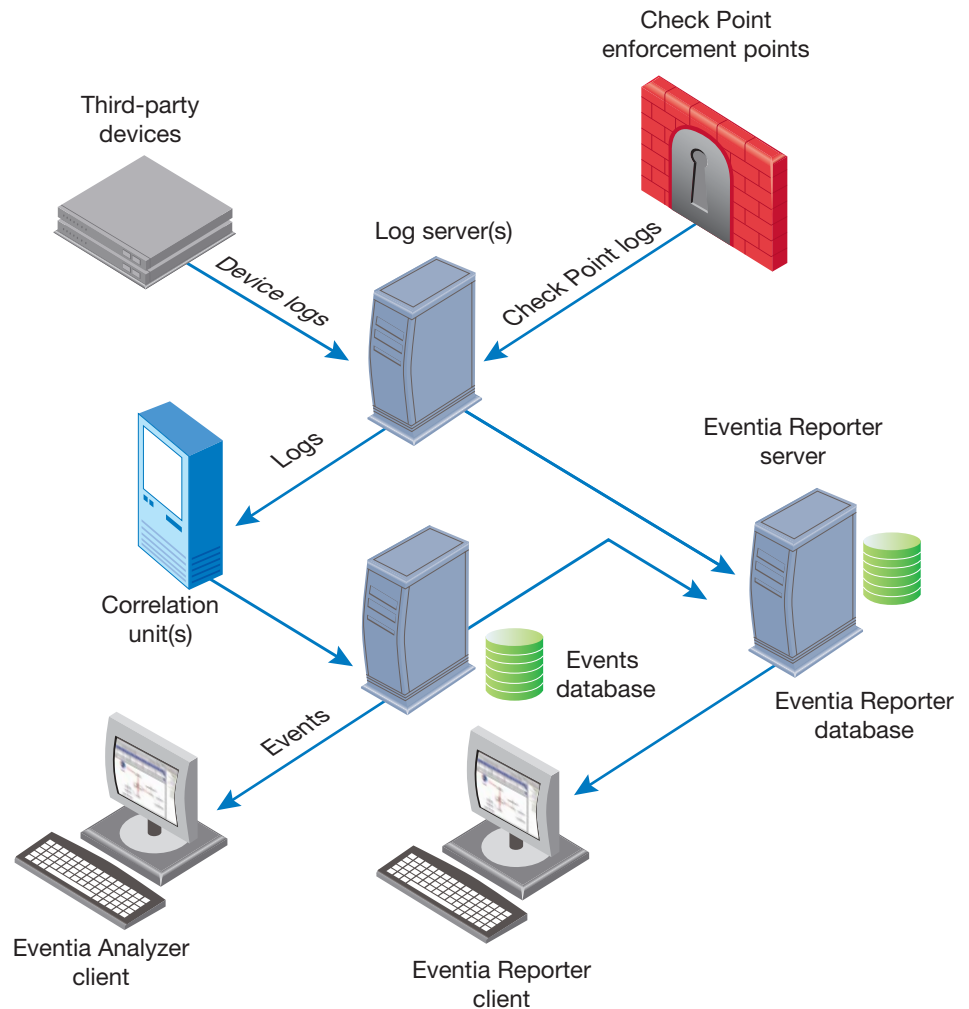 Check Point
enforcement points
Third-party
devices
Log server(s)
Device logs
Check Point logs
Logs
Eventia Reporter
server
Correlation
unit(s)
Events
database
Eventia Reporter
database
Events
Eventia Analyzer
client
Eventia Reporter
client